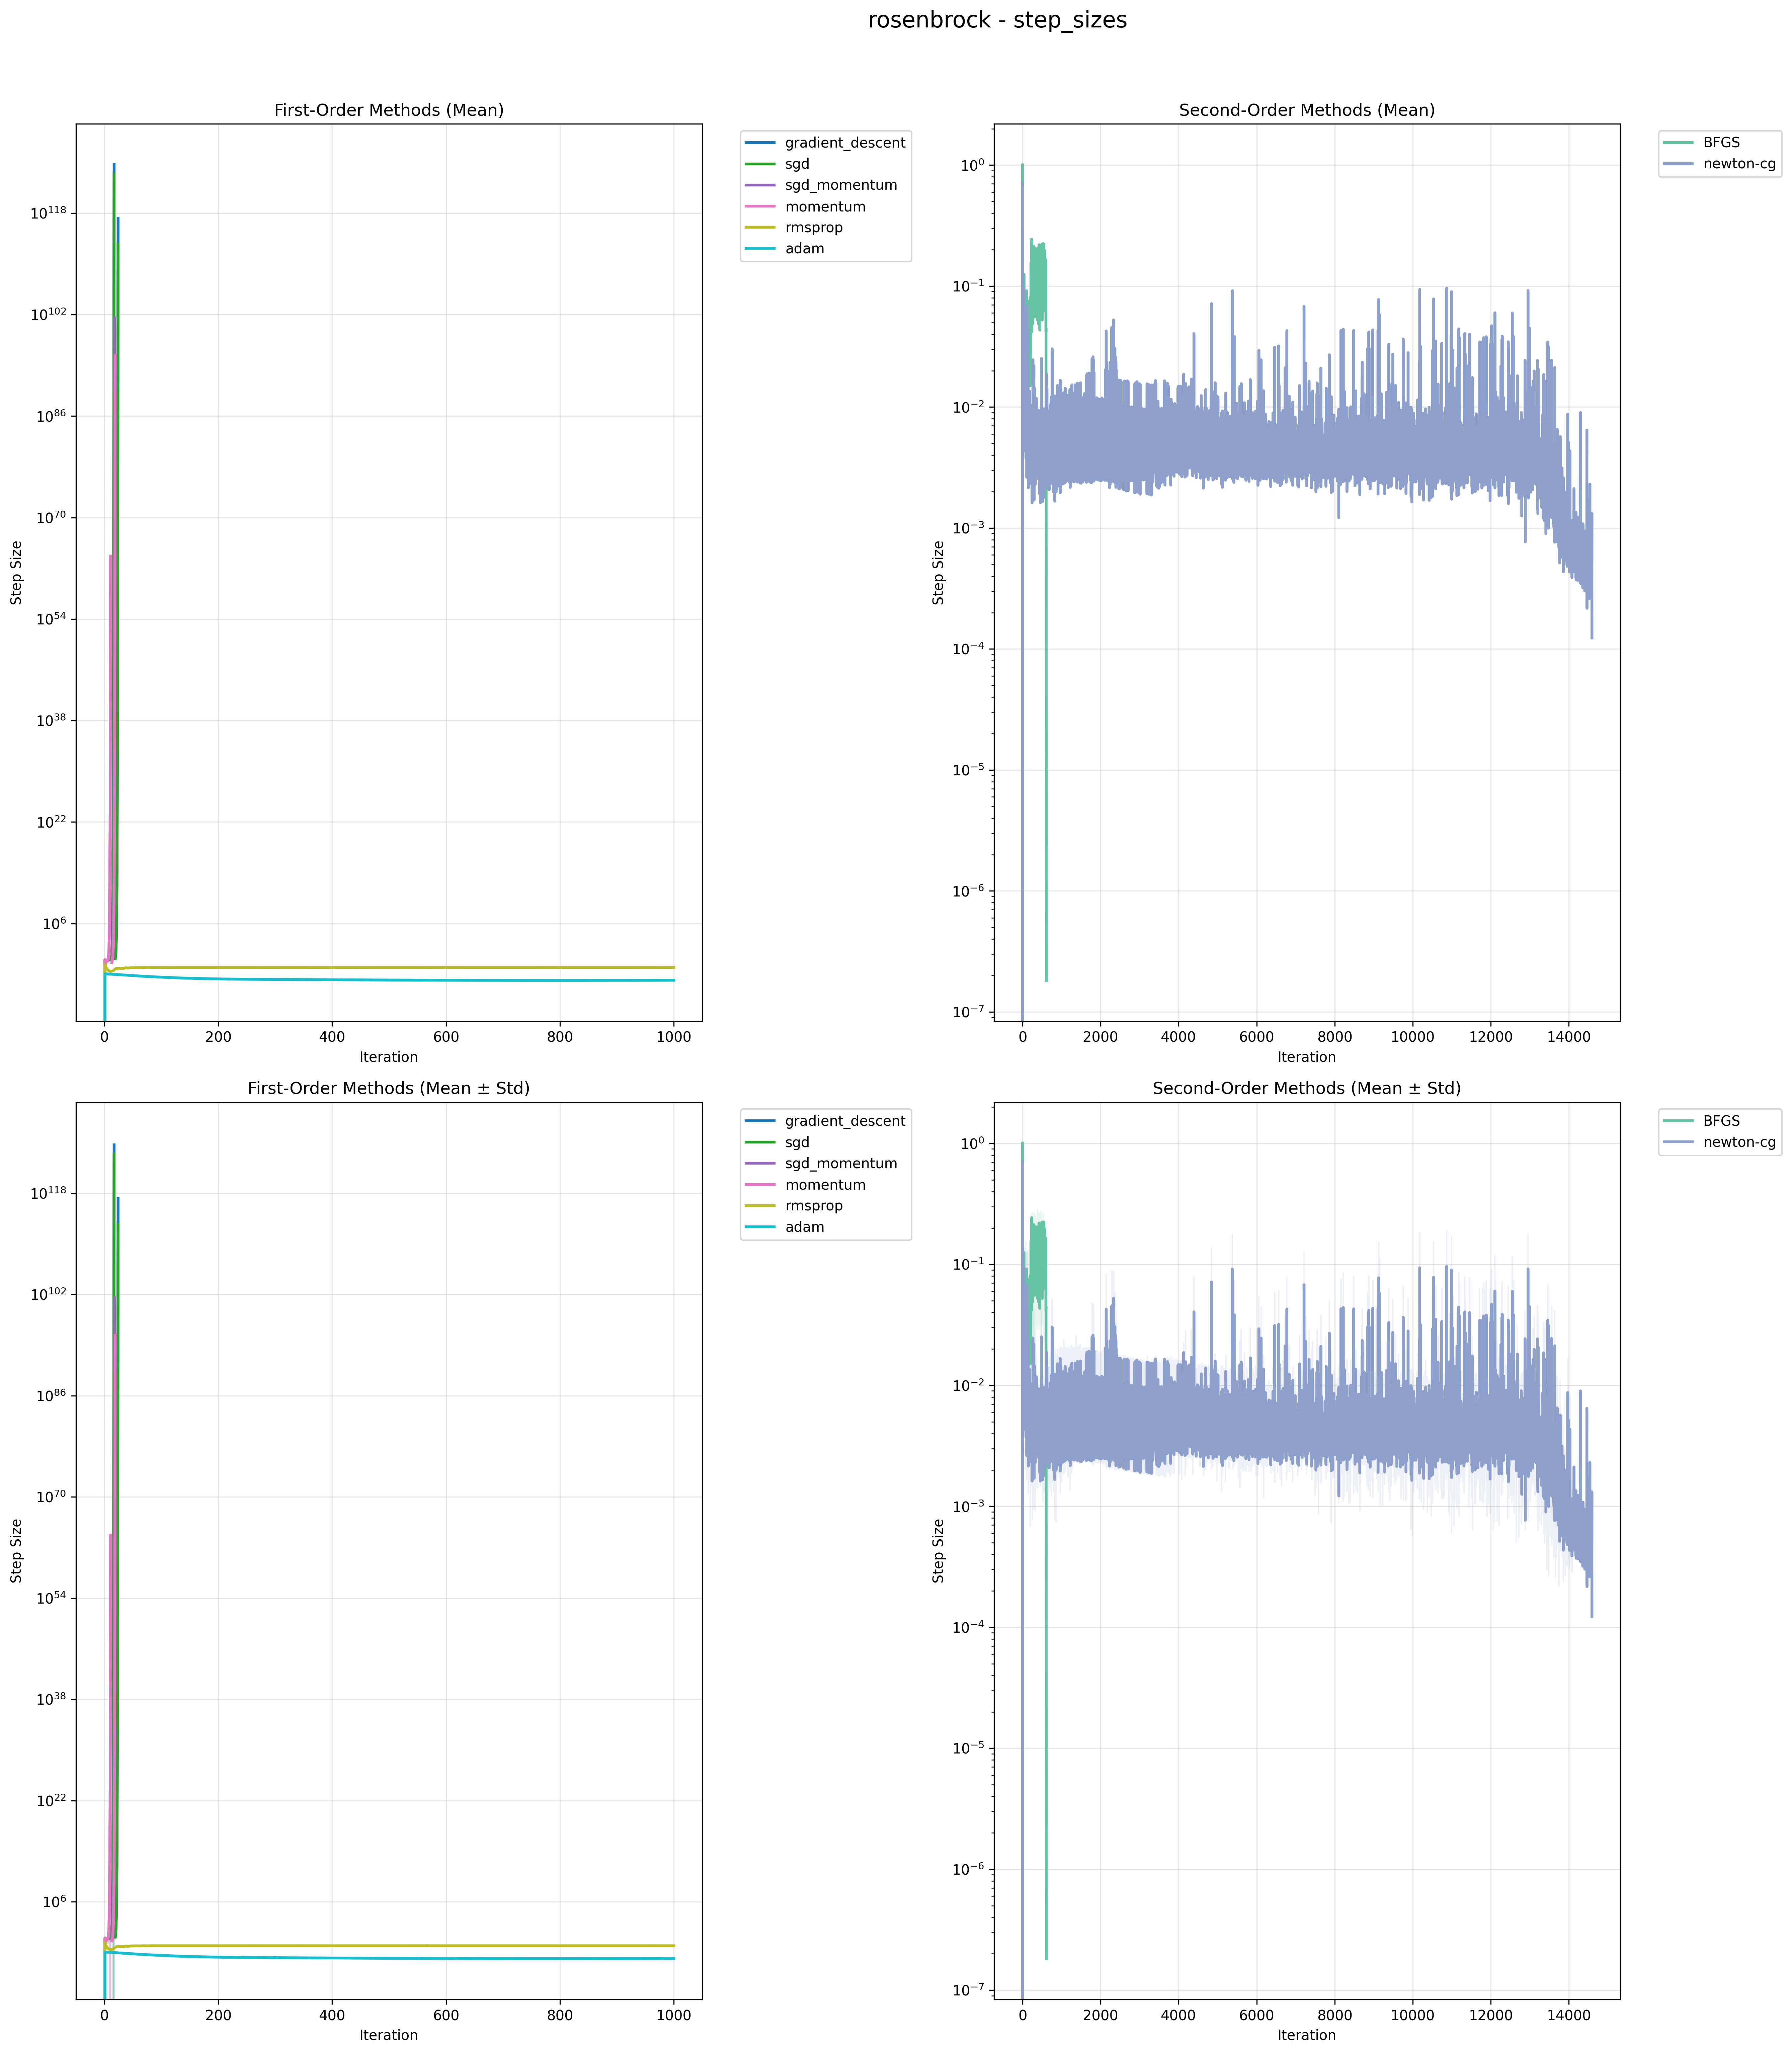 rosenbrock - step_sizes
First-Order Methods (Mean)
Step Size
10^118
10^102
10^86
10^70
10^54
10^38
10^22
10^6
0 200 400 600 800 1000
Iteration
gradient_descent
sgd
sgd_momentum
momentum
rmsprop
adam
Second-Order Methods (Mean)
Step Size
10^0
10^−1
10^−2
10^−3
10^−4
10^−5
10^−6
10^−7
0 2000 4000 6000 8000 10000 12000 14000
Iteration
BFGS
newton-cg
First-Order Methods (Mean ± Std)
Step Size
10^118
10^102
10^86
10^70
10^54
10^38
10^22
10^6
0 200 400 600 800 1000
Iteration
gradient_descent
sgd
sgd_momentum
momentum
rmsprop
adam
Second-Order Methods (Mean ± Std)
Step Size
10^0
10^−1
10^−2
10^−3
10^−4
10^−5
10^−6
10^−7
0 2000 4000 6000 8000 10000 12000 14000
Iteration
BFGS
newton-cg